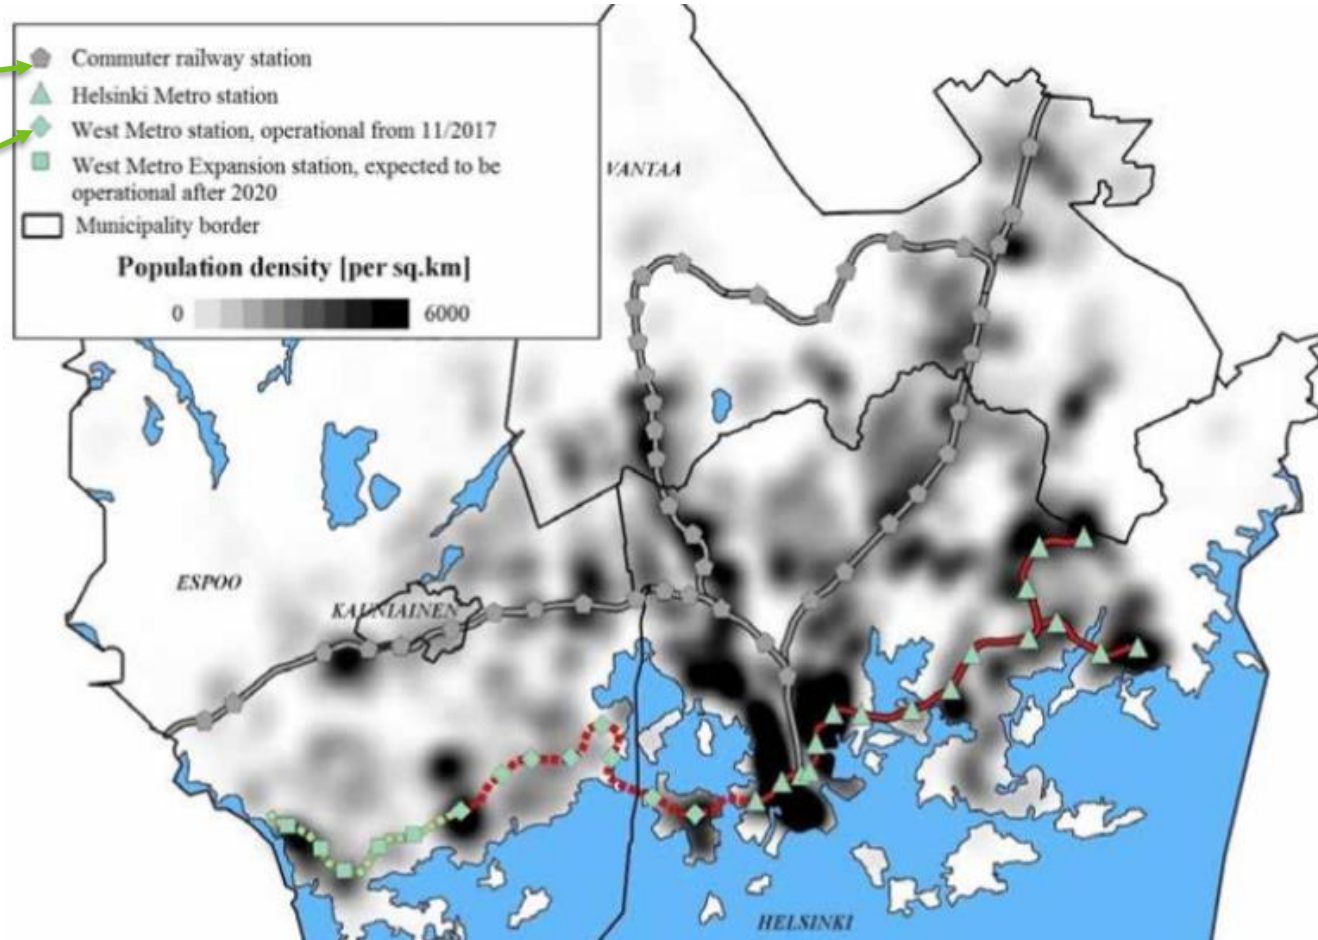 Commuter railway station
Helsinki Metro station
West Metro station, operational from 11/2017
West Metro Expansion station, expected to be
operational after 2020
Municipality border
Population density [per sq.km]
0 6000
VANTAA
ESPOO
KAUNIAINEN
HELSINKI